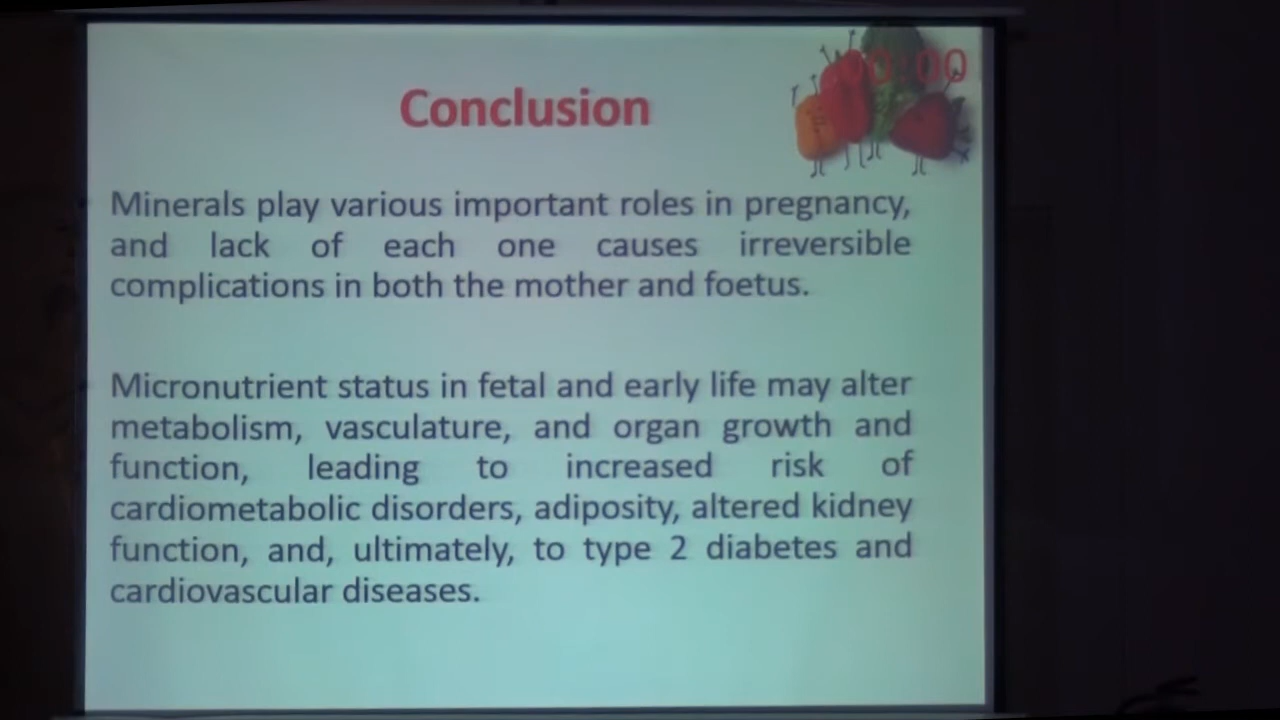 00:00
Conclusion
Minerals play various important roles in pregnancy,
and lack of each one causes irreversible
complications in both the mother and foetus.
Micronutrient status in fetal and early life may alter
metabolism, vasculature, and organ growth and
function, leading to increased risk of
cardiometabolic disorders, adiposity, altered kidney
function, and, ultimately, to type 2 diabetes and
cardiovascular diseases.